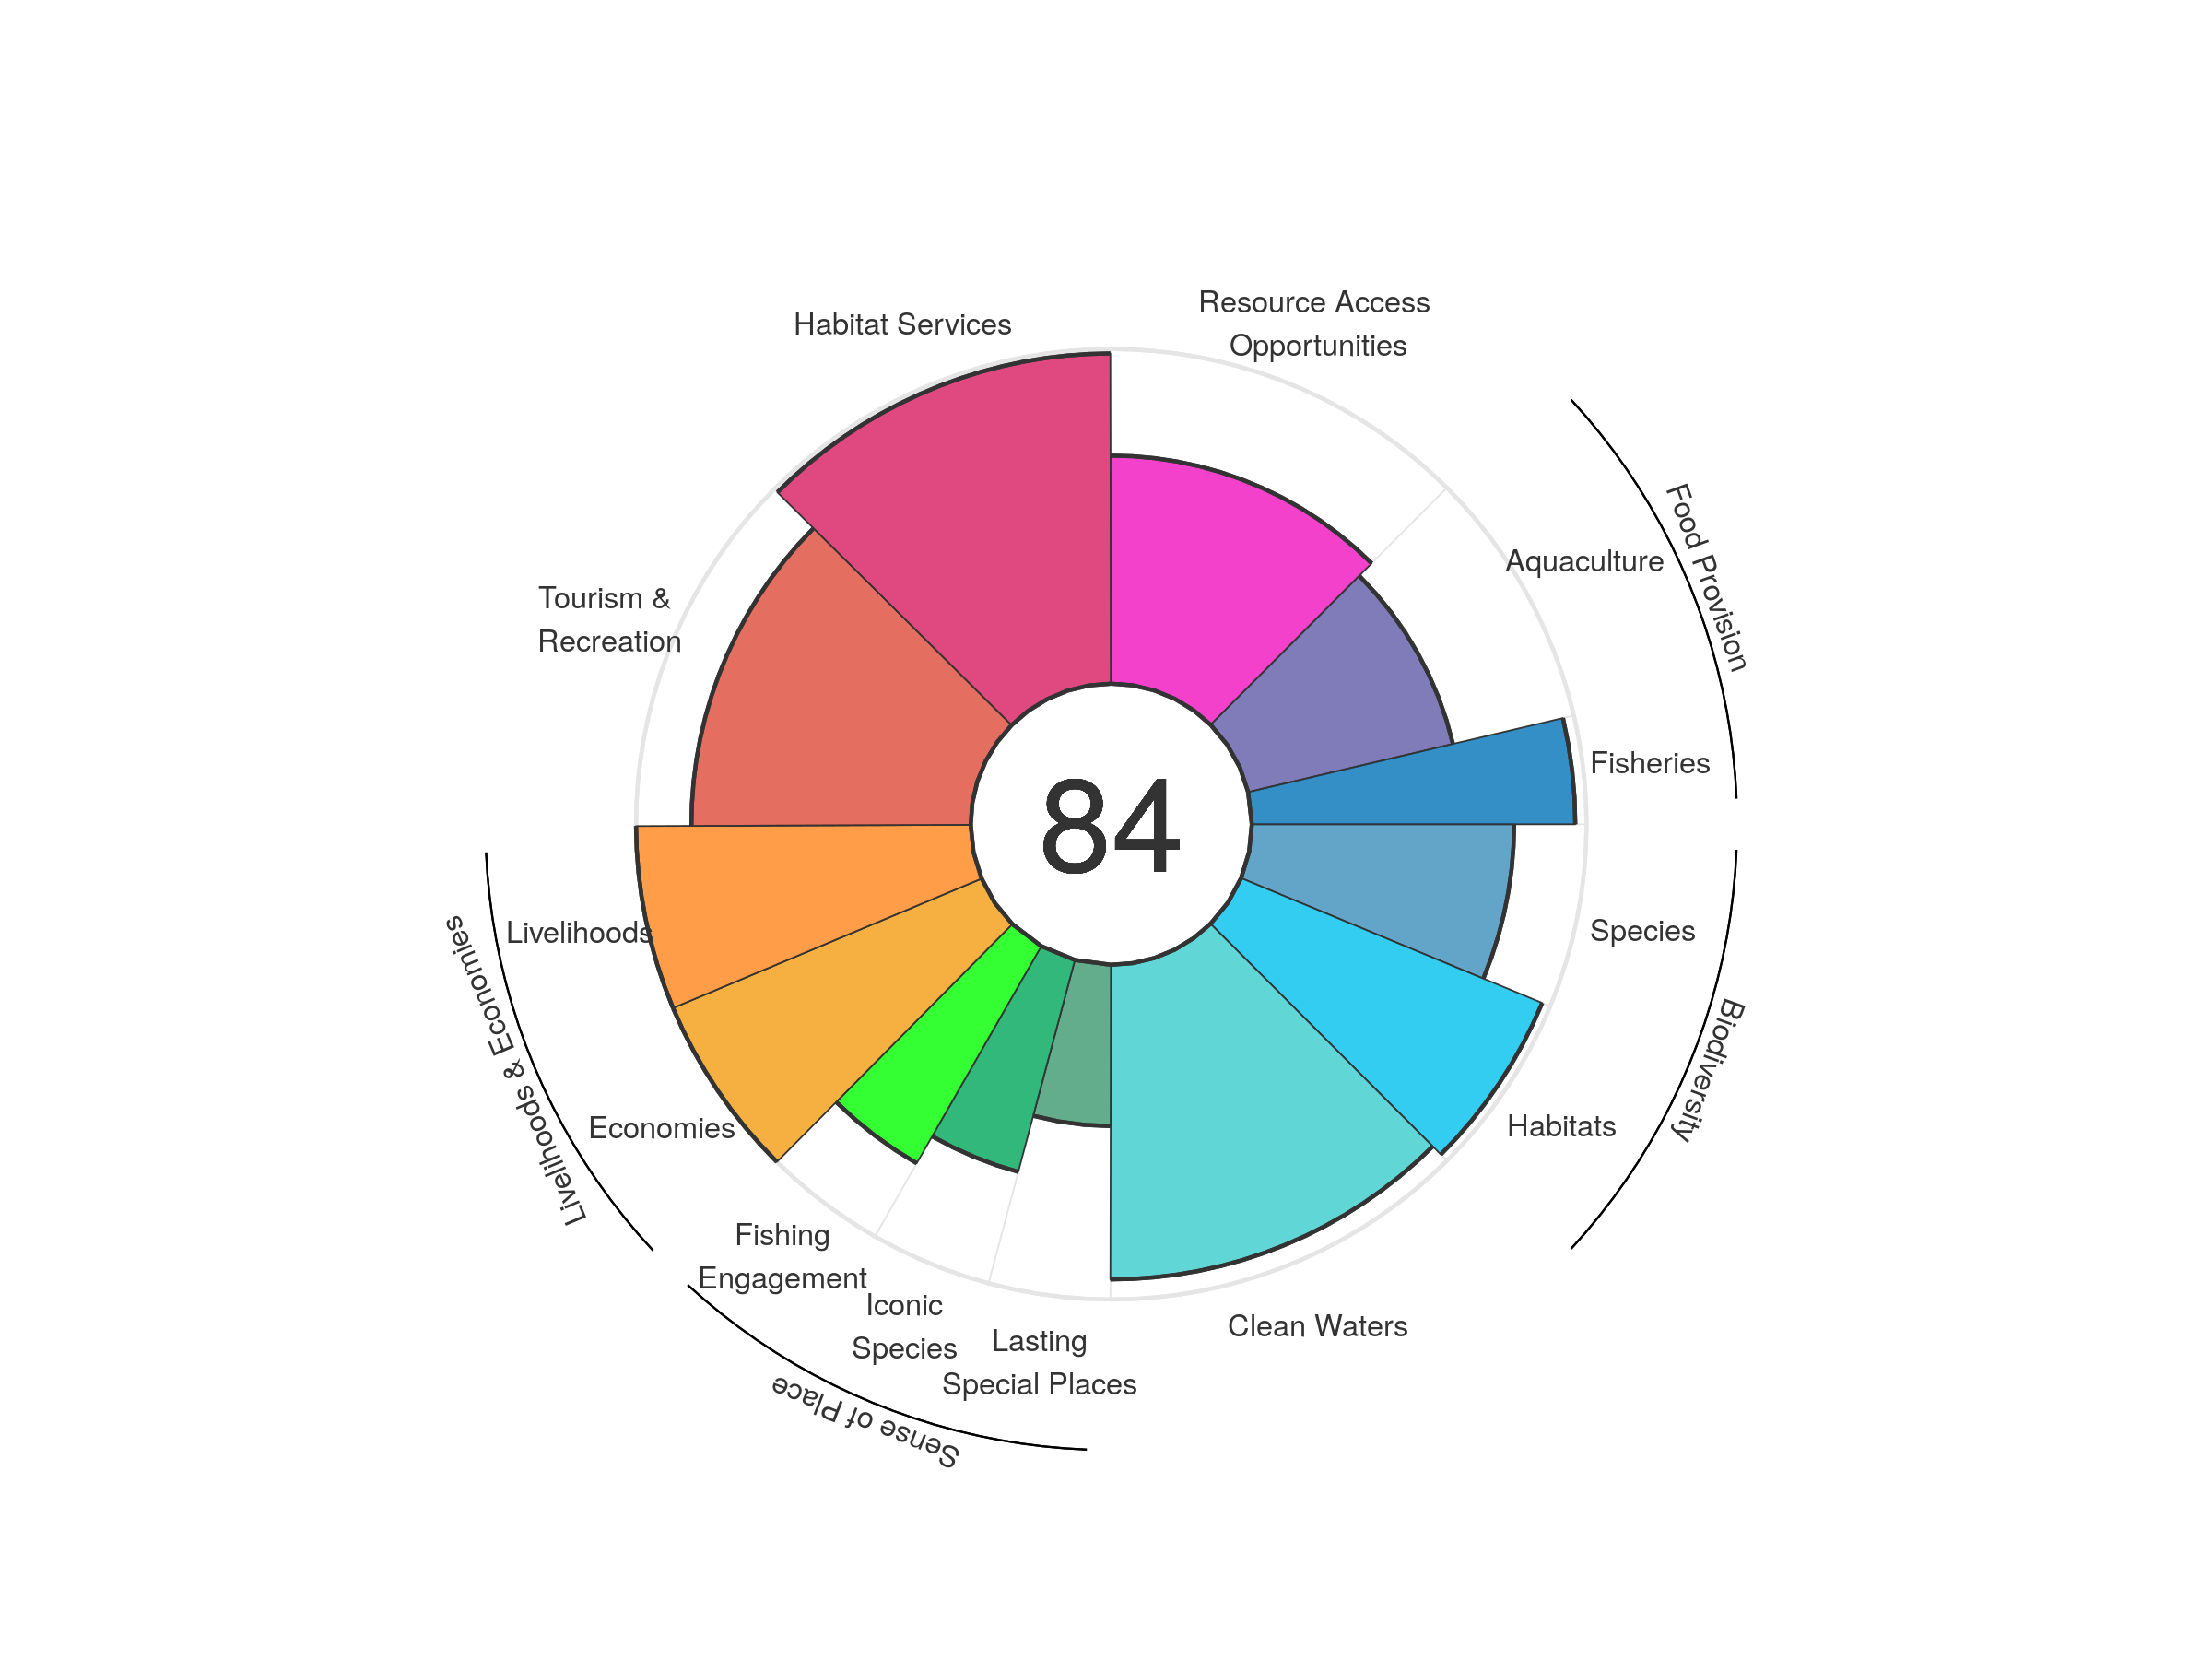 Resource Access
Opportunities
Habitat Services
Food Provision
Aquaculture
Tourism &
Recreation
Fisheries
84
Livelihoods
Species
Livelihoods & Economies
Biodiversity
Economies
Habitats
Fishing
Engagement
Iconic
Species
Lasting
Special Places
Clean Waters
Sense of Place